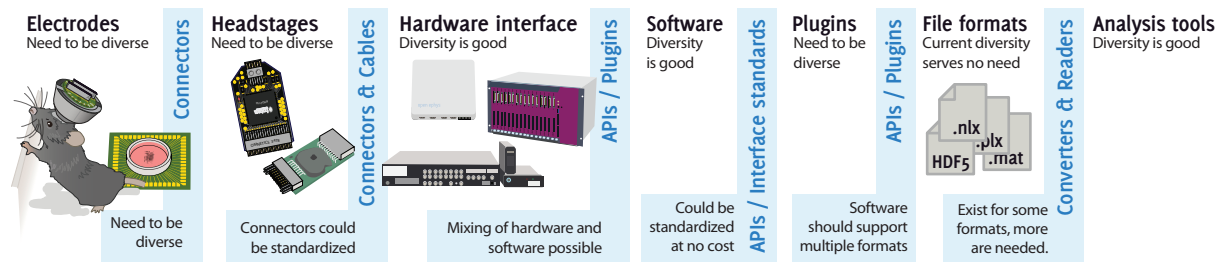 Electrodes
Need to be diverse
Connectors
Need to be
diverse
Headstages
Need to be diverse
Connectors & Cables
Connectors could
be standardized
Hardware interface
Diversity is good
APIs / Plugins
Mixing of hardware and
software possible
Software
Diversity
is good
APIs / Interface standards
Could be
standardized
at no cost
Plugins
Need to be
diverse
APIs / Plugins
Software
should support
multiple formats
File formats
Current diversity
serves no need
.nlx
.plx
HDF5
.mat
Converters & Readers
Exist for some
formats, more
are needed.
Analysis tools
Diversity is good